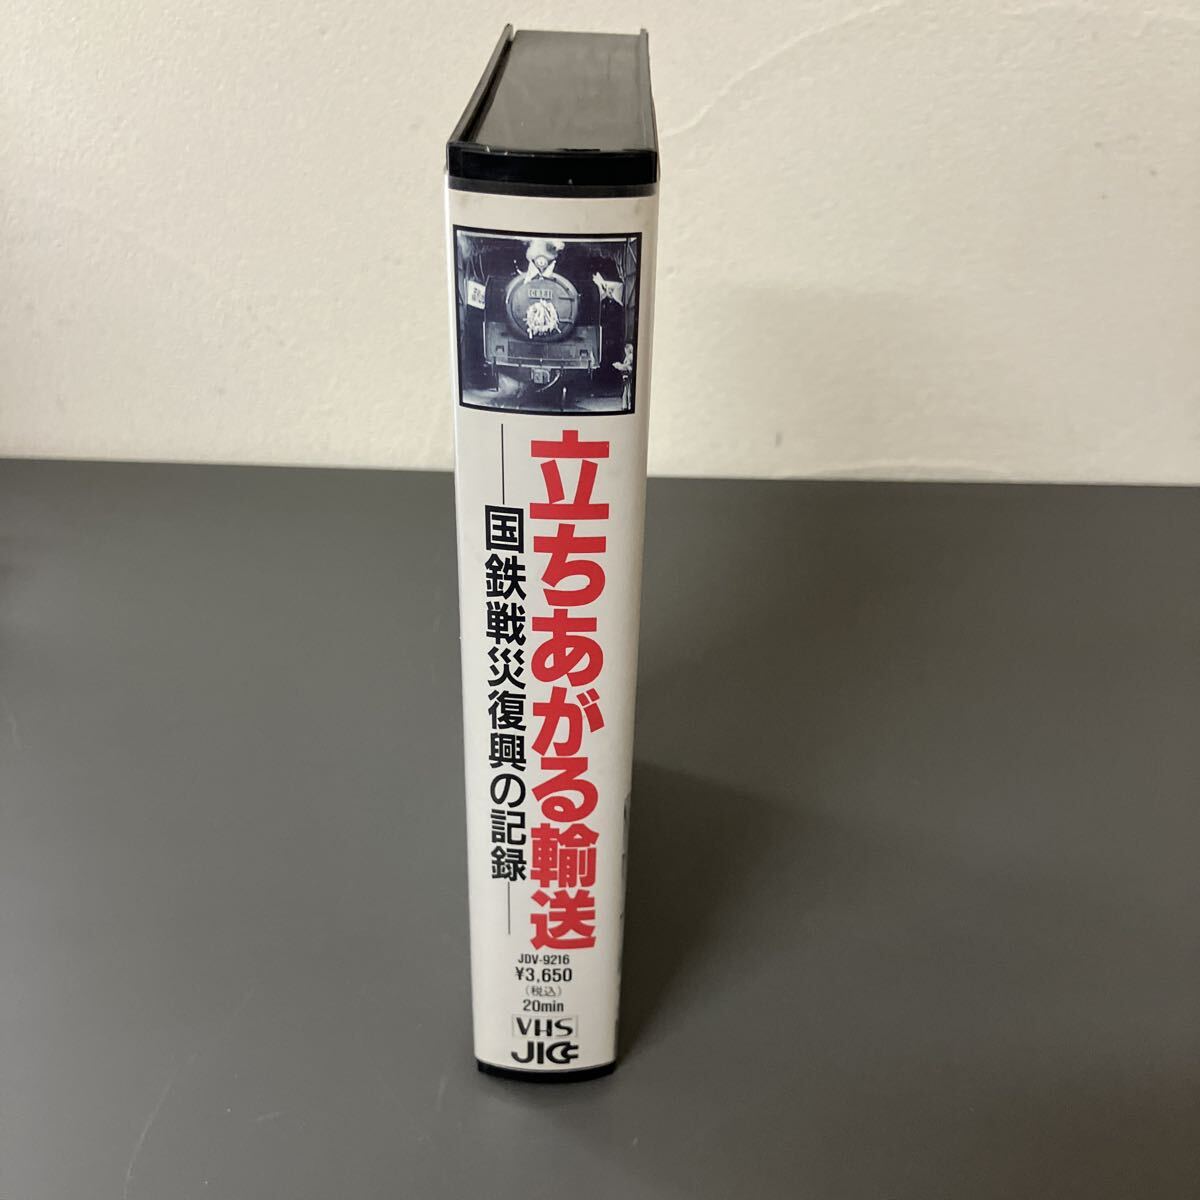 立ちあがる輸送
―国鉄戦災復興の記録―
JDV-9216
¥3,650
(税込)
20min
VHS
JICC